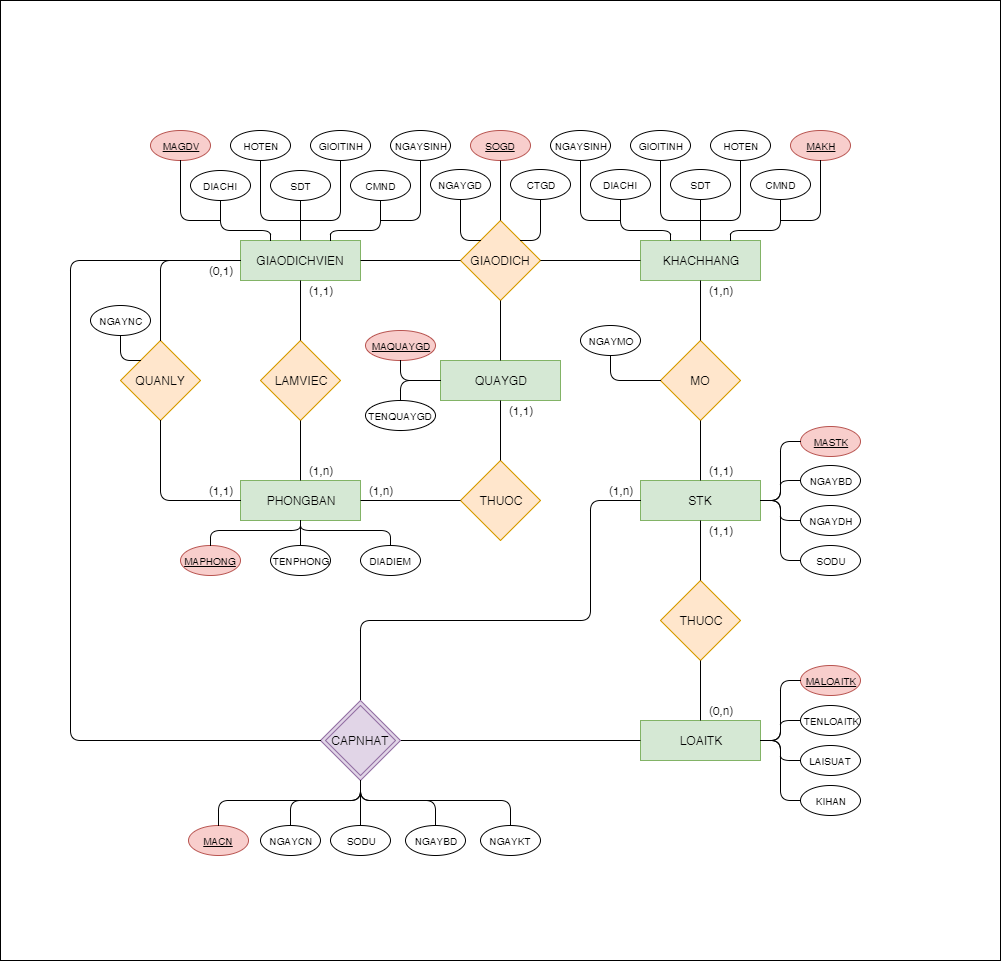 MAGDV
HOTEN
GIOITINH
NGAYSINH
SOGD
NGAYSINH
GIOITINH
HOTEN
MAKH
DIACHI
SDT
CMND
NGAYGD
CTGD
DIACHI
SDT
CMND
GIAODICHVIEN
GIAODICH
KHACHHANG
(0,1)
(1,1)
(1,n)
NGAYNC
MAQUAYGD
NGAYMO
QUANLY
LAMVIEC
QUAYGD
MO
TENQUAYGD
(1,1)
MASTK
(1,n)
(1,1)
NGAYBD
(1,1)
PHONGBAN
(1,n)
THUOC
(1,n)
STK
NGAYDH
(1,1)
MAPHONG
TENPHONG
DIADIEM
SODU
THUOC
MALOAITK
(0,n)
TENLOAITK
CAPNHAT
LOAITK
LAISUAT
KIHAN
MACN
NGAYCN
SODU
NGAYBD
NGAYKT